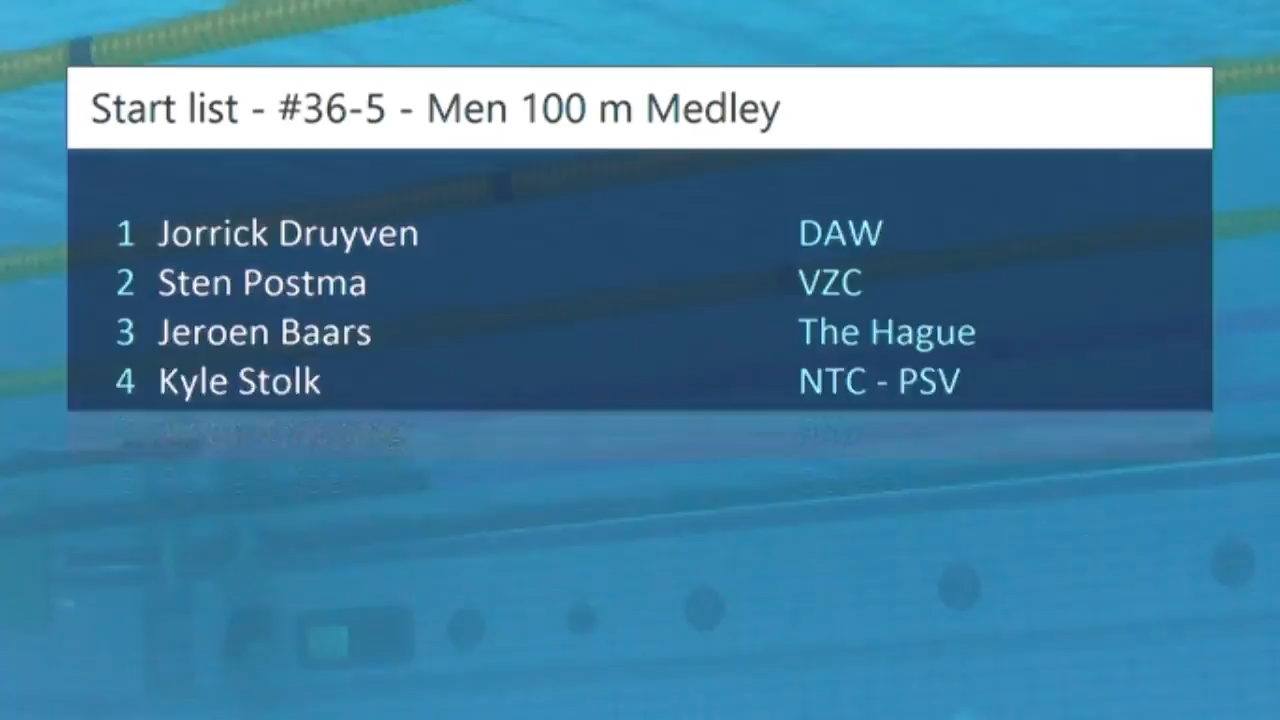 Start list - #36-5 - Men 100 m Medley
1 Jorrick Druyven DAW
2 Sten Postma VZC
3 Jeroen Baars The Hague
4 Kyle Stolk NTC - PSV